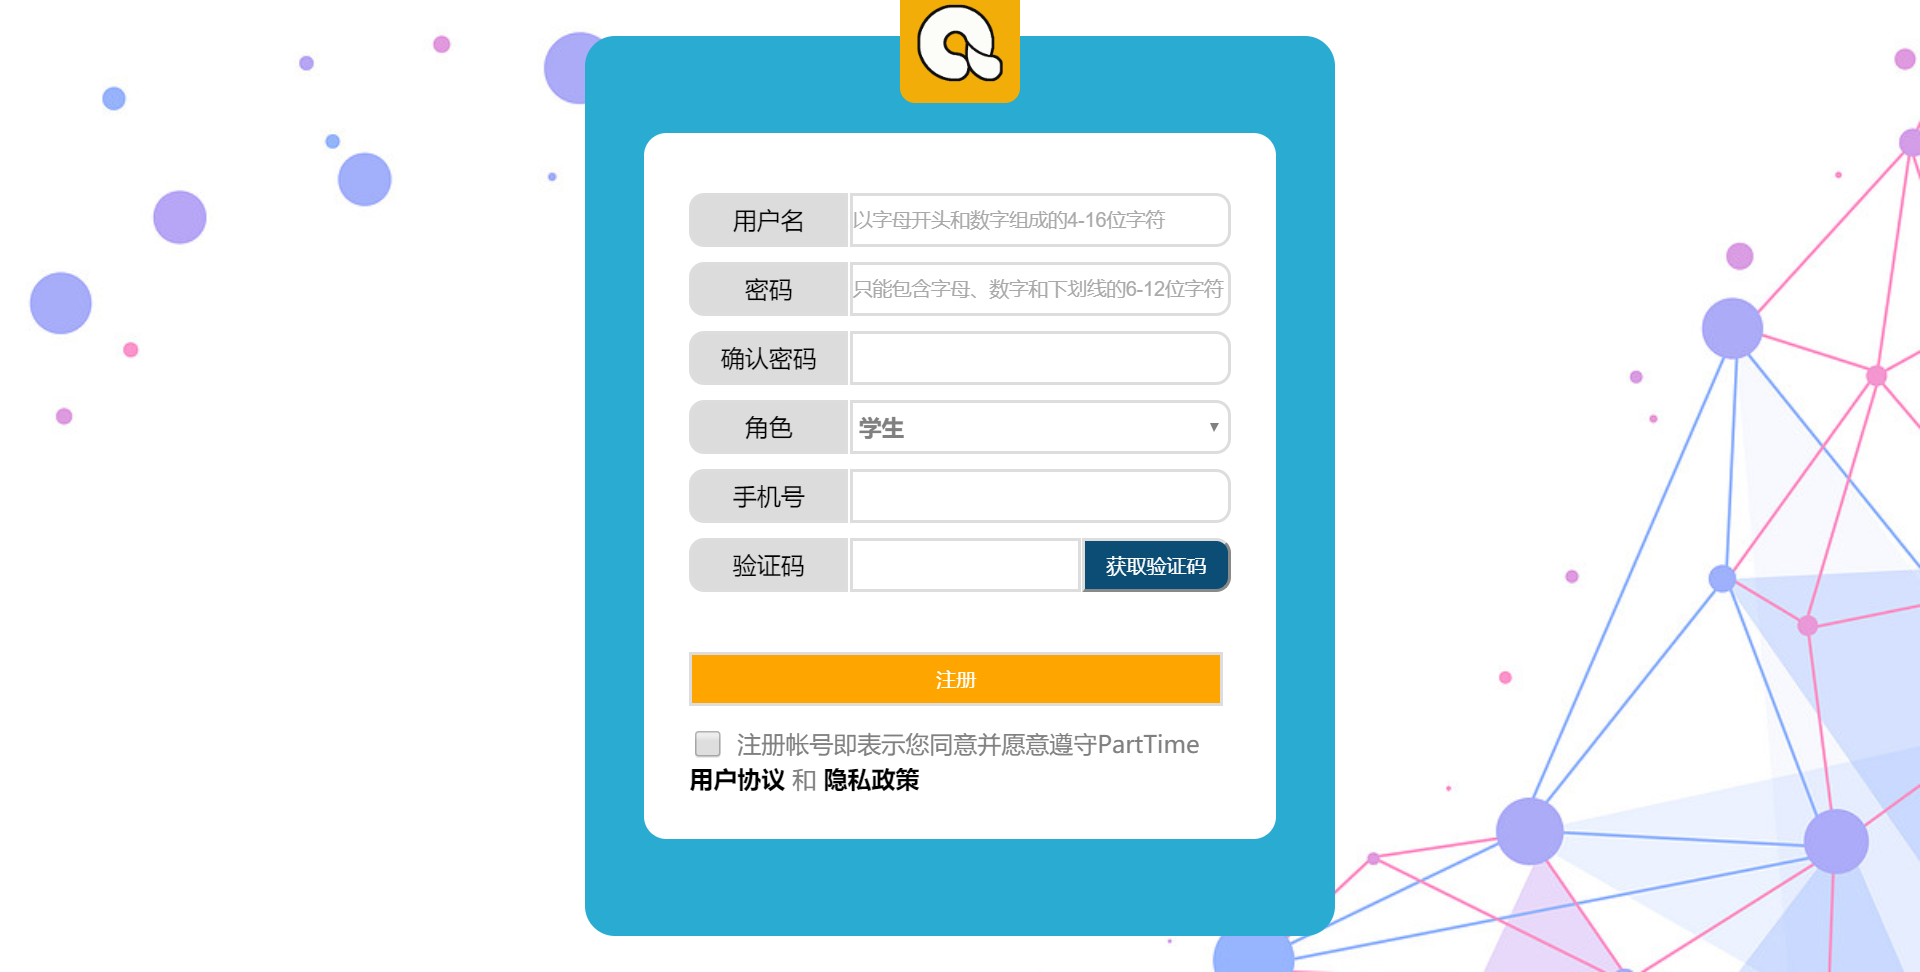 用户名 以字母开头和数字组成的4-16位字符
密码 只能包含字母、数字和下划线的6-12位字符
确认密码
角色 学生
手机号
验证码 获取验证码
注册
注册帐号即表示您同意并愿意遵守PartTime
用户协议 和 隐私政策